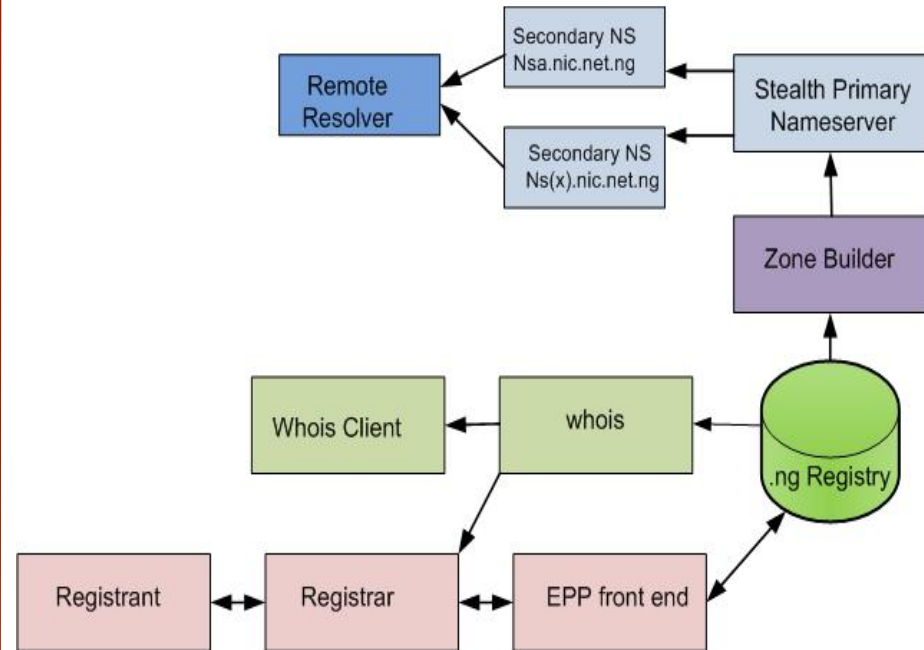 Secondary NS
Nsa.nic.net.ng
Remote
Resolver
Stealth Primary
Nameserver
Secondary NS
Ns(x).nic.net.ng
Zone Builder
Whois Client
whois
.ng Registry
Registrant
Registrar
EPP front end